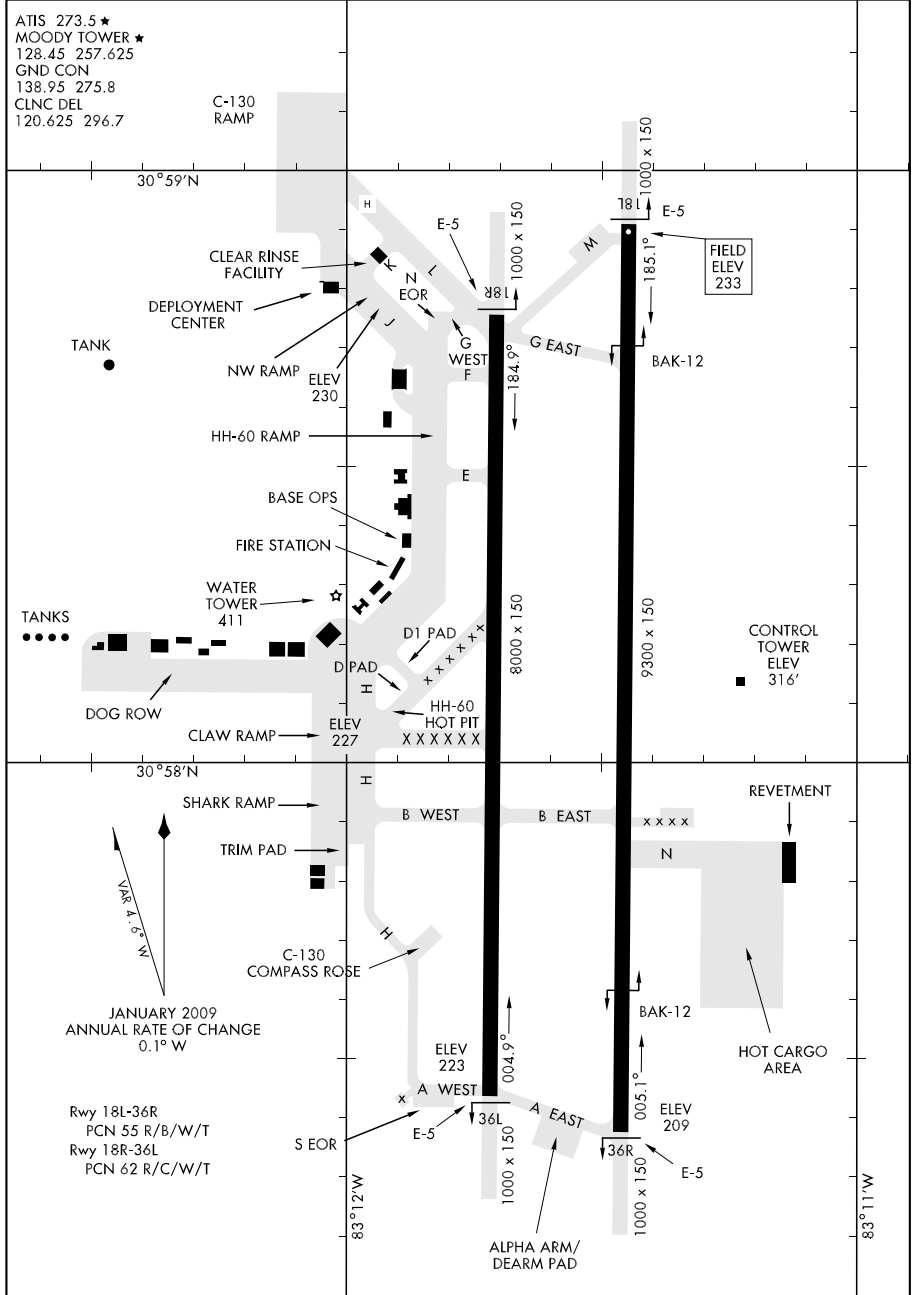 ATIS 273.5 ★
MOODY TOWER ★
128.45 257.625
GND CON
138.95 275.8
CLNC DEL
120.625 296.7
C-130
RAMP
30°59'N
1000 x 150
18L
E-5
H
E-5
1000 x 150
M
FIELD
ELEV
233
CLEAR RINSE
FACILITY
K
L
N
EOR
18R
185.1°
DEPLOYMENT
CENTER
J
G
WEST
G EAST
TANK
NW RAMP
ELEV
230
F
184.9°
BAK-12
HH-60 RAMP
E
BASE OPS
FIRE STATION
WATER
TOWER
411
TANKS
D1 PAD
x x x x x x
8000 x 150
9300 x 150
CONTROL
TOWER
ELEV
316'
D PAD
H
DOG ROW
HH-60
HOT PIT
CLAW RAMP
ELEV
227
X X X X X X
30°58'N
H
SHARK RAMP
REVETMENT
B WEST
B EAST
x x x x
TRIM PAD
N
VAR 4.6° W
H
C-130
COMPASS ROSE
JANUARY 2009
ANNUAL RATE OF CHANGE
0.1° W
BAK-12
HOT CARGO
AREA
ELEV
223
004.9°
005.1°
x
A WEST
A EAST
ELEV
209
Rwy 18L-36R
PCN 55 R/B/W/T
Rwy 18R-36L
PCN 62 R/C/W/T
S EOR
E-5
36L
36R
E-5
1000 x 150
1000 x 150
83°12'W
83°11'W
ALPHA ARM/
DEARM PAD